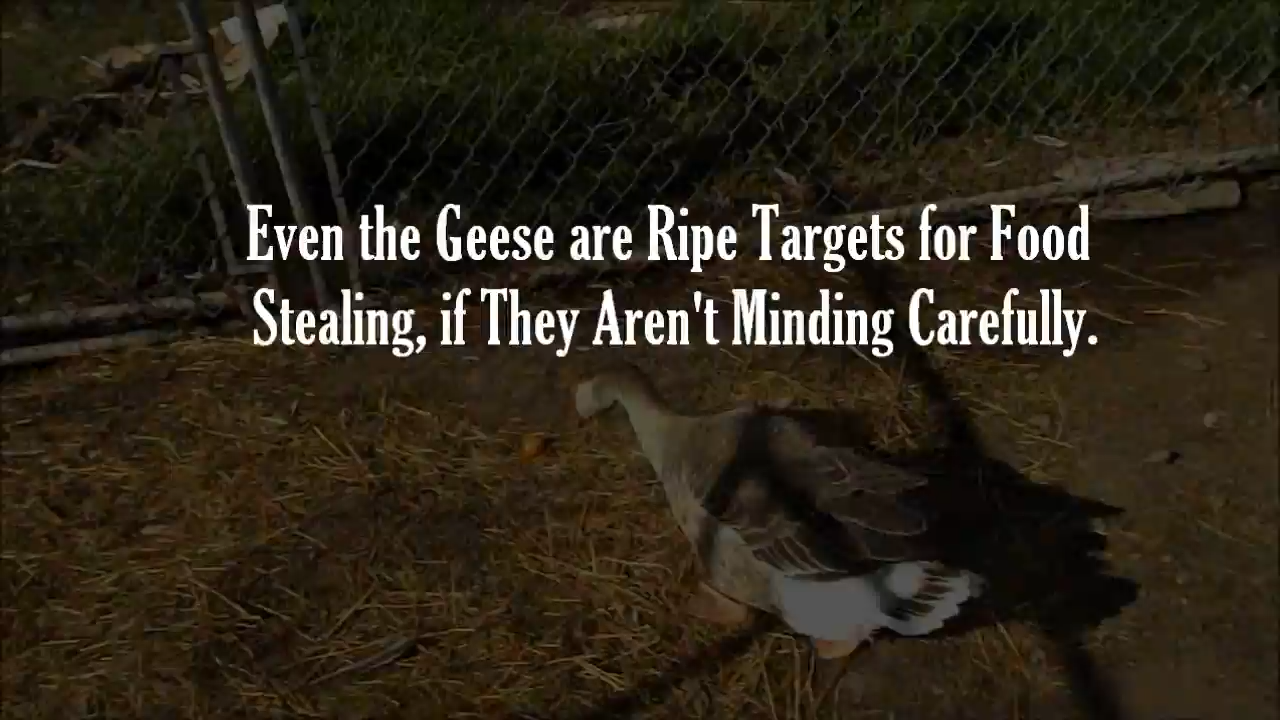 Even the Geese are Ripe Targets for Food
Stealing, if They Aren't Minding Carefully.